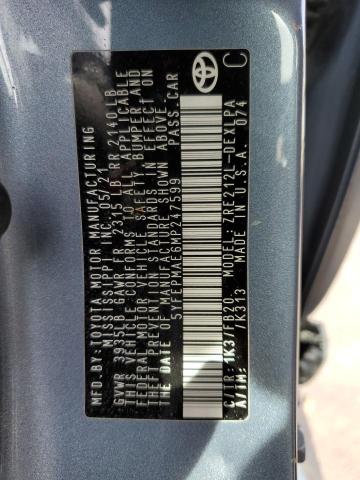 MFD. BY: TOYOTA MOTOR MANUFACTURING
MISSISSIPPI INC. 05/21
GVWR 3935LB GAWR FR 2315LB RR 2140LB
THIS VEHICLE CONFORMS TO ALL APPLICABLE
FEDERAL MOTOR VEHICLE SAFETY, BUMPER AND
THEFT PREVENTION STANDARDS IN EFFECT ON
THE DATE OF MANUFACTURE SHOWN ABOVE.
5YFEPMAE6MP247599 PASS.CAR
C/TR: 1K3/FB20 ZRE212L-DEXLPA
A/TM: /K313 MADE IN U.S.A. 074
TOYOTA
C